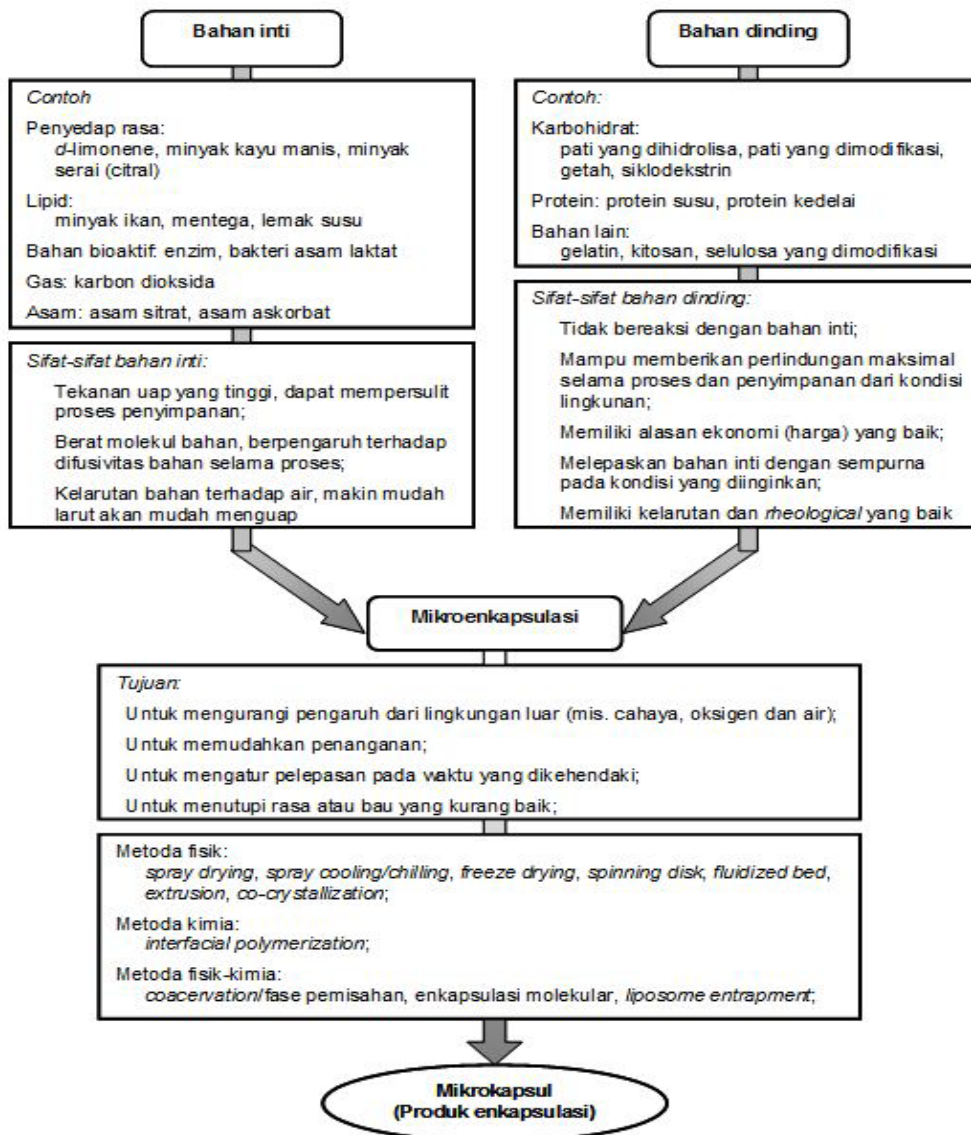 Bahan inti
Contoh
Penyedap rasa:
d-limonene, minyak kayu manis, minyak
serai (citral)
Lipid:
minyak ikan, mentega, lemak susu
Bahan bioaktif: enzim, bakteri asam laktat
Gas: karbon dioksida
Asam: asam sitrat, asam askorbat
Sifat-sifat bahan inti:
Tekanan uap yang tinggi, dapat mempersulit
proses penyimpanan;
Berat molekul bahan, berpengaruh terhadap
difusivitas bahan selama proses;
Kelarutan bahan terhadap air, makin mudah
larut akan mudah menguap
Bahan dinding
Contoh:
Karbohidrat:
pati yang dihidrolisa, pati yang dimodifikasi,
getah, siklodekstrin
Protein: protein susu, protein kedelai
Bahan lain:
gelatin, kitosan, selulosa yang dimodifikasi
Sifat-sifat bahan dinding:
Tidak bereaksi dengan bahan inti;
Mampu memberikan perlindungan maksimal
selama proses dan penyimpanan dari kondisi
lingkunan;
Memiliki alasan ekonomi (harga) yang baik;
Melepaskan bahan inti dengan sempurna
pada kondisi yang diinginkan;
Memiliki kelarutan dan rheological yang baik
Mikroenkapsulasi
Tujuan:
Untuk mengurangi pengaruh dari lingkungan luar (mis. cahaya, oksigen dan air);
Untuk memudahkan penanganan;
Untuk mengatur pelepasan pada waktu yang dikehendaki;
Untuk menutupi rasa atau bau yang kurang baik;
Metoda fisik:
spray drying, spray cooling/chilling, freeze drying, spinning disk, fluidized bed,
extrusion, co-crystallization;
Metoda kimia:
interfacial polymerization;
Metoda fisik-kimia:
coacervation/fase pemisahan, enkapsulasi molekular, liposome entrapment;
Mikrokapsul
(Produk enkapsulasi)